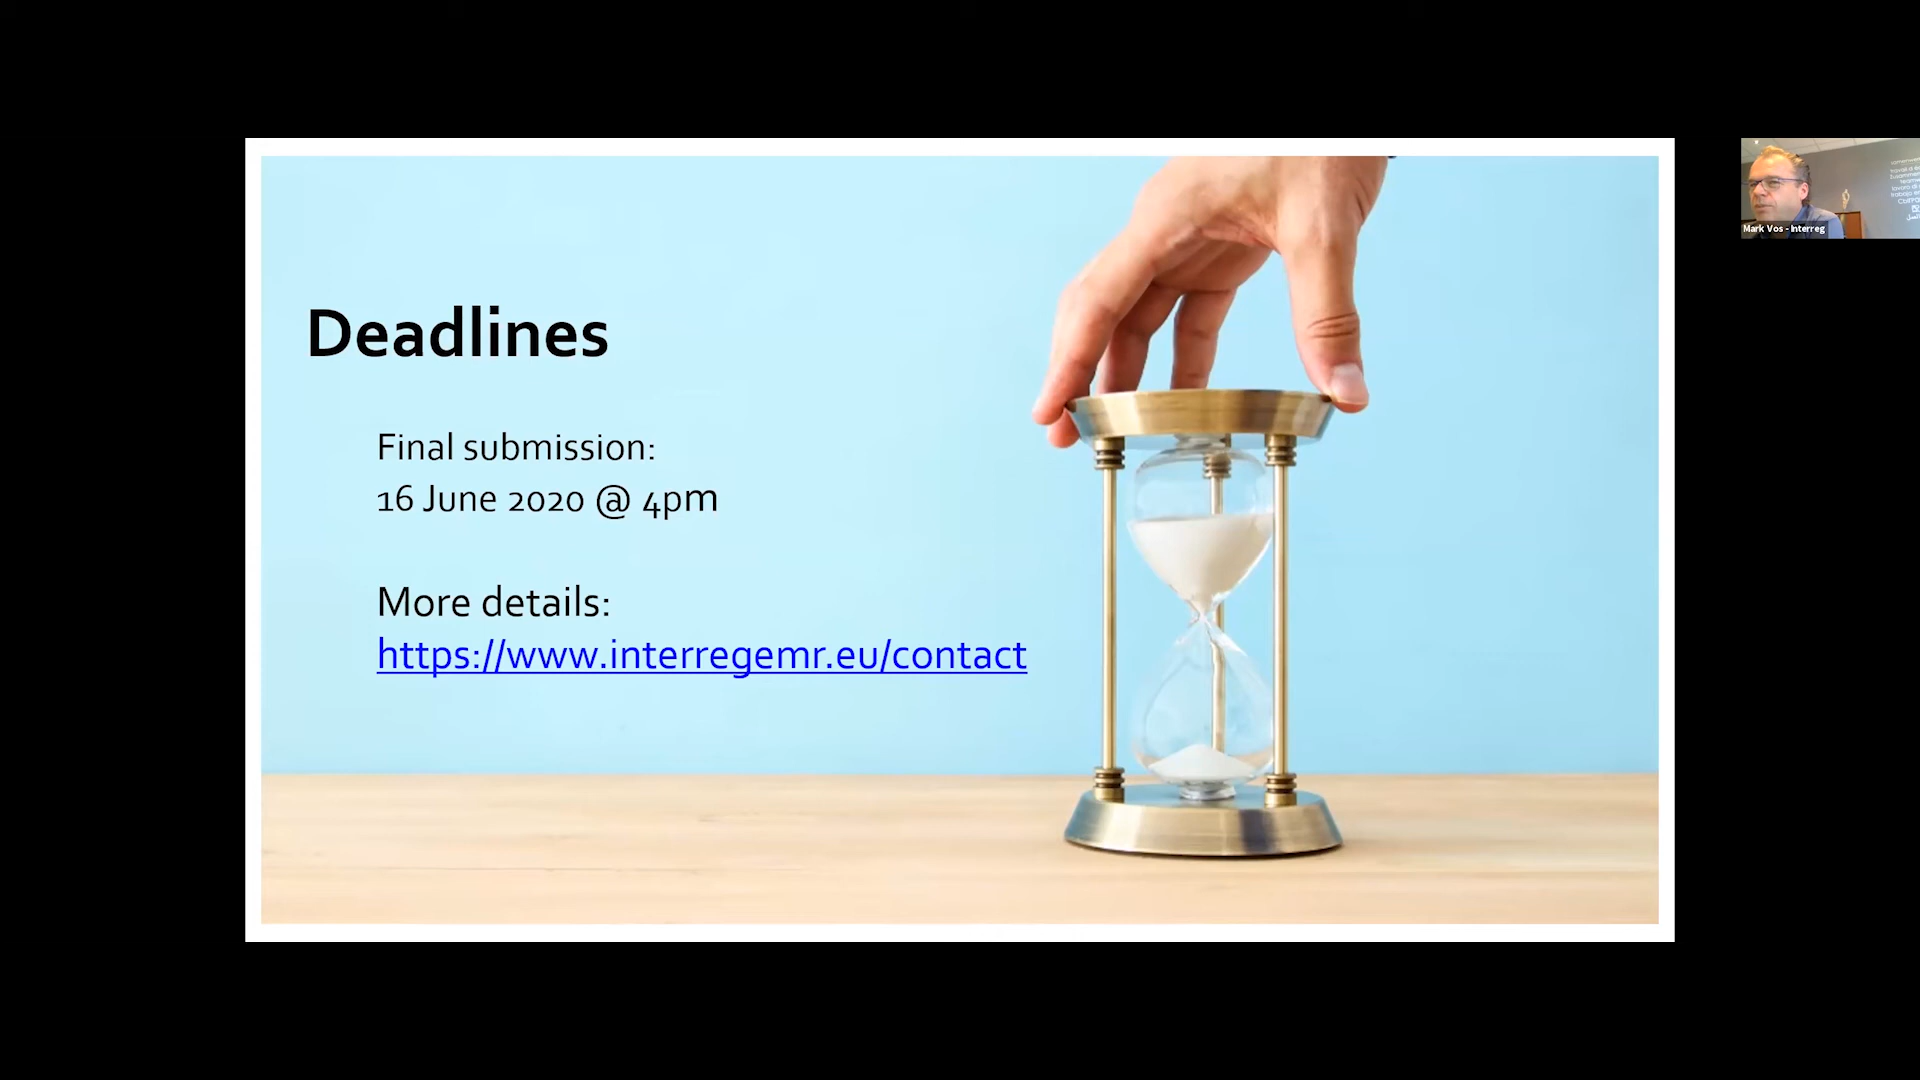 Deadlines
Final submission:
16 June 2020 @ 4pm
More details:
https://www.interregemr.eu/contact
Mark Vos - Interreg